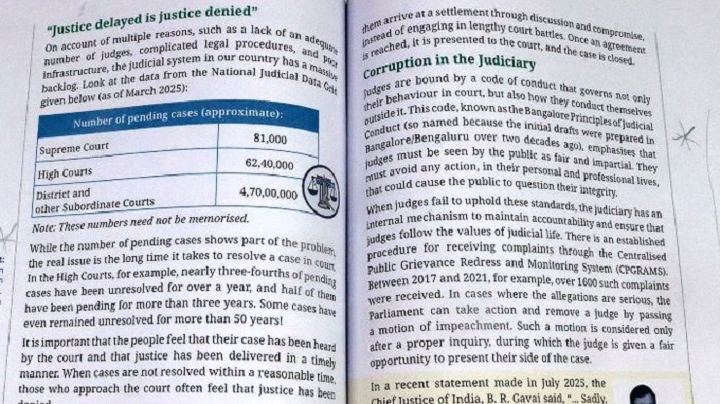 "Justice delayed is justice denied"
On account of multiple reasons, such as a lack of an adequate
number of judges, complicated legal procedures, and poor
infrastructure, the judicial system in our country has a massive
backlog. Look at the data from the National Judicial Data Grid
given below (as of March 2025):
Number of pending cases (approximate):
Supreme Court 81,000
High Courts 62,40,000
District and
other Subordinate Courts 4,70,00,000
Note: These numbers need not be memorised.
While the number of pending cases shows part of the problem,
the real issue is the long time it takes to resolve a case in court.
In the High Courts, for example, nearly three-fourths of pending
cases have been unresolved for over a year, and half of them
have been pending for more than three years. Some cases have
even remained unresolved for more than 50 years!
It is important that the people feel that their case has been heard
by the court and that justice has been delivered in a timely
manner. When cases are not resolved within a reasonable time,
those who approach the court often feel that justice has been
them arrive at a settlement through discussion and compromise,
instead of engaging in lengthy court battles. Once an agreement
is reached, it is presented to the court, and the case is closed.
Corruption in the Judiciary
Judges are bound by a code of conduct that governs not only
their behaviour in court, but also how they conduct themselves
outside it. This code, known as the Bangalore Principles of Judicial
Conduct (so named because the initial drafts were prepared in
Bangalore/Bengaluru over two decades ago), emphasises that
judges must be seen by the public as fair and impartial. They
must avoid any action, in their personal and professional lives,
that could cause the public to question their integrity.
When judges fail to uphold these standards, the judiciary has an
internal mechanism to maintain accountability and ensure that
judges follow the values of judicial life. There is an established
procedure for receiving complaints through the Centralised
Public Grievance Redress and Monitoring System (CPGRAMS).
Between 2017 and 2021, for example, over 1600 such complaints
were received. In cases where the allegations are serious, the
Parliament can take action and remove a judge by passing
a motion of impeachment. Such a motion is considered only
after a proper inquiry, during which the judge is given a fair
opportunity to present their side of the case.
In a recent statement made in July 2025, the
Chief Justice of India, B. R. Gavai said, "... Sadly,